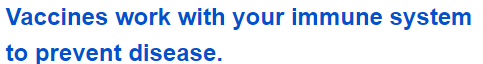 Vaccines work with your immune system
to prevent disease.